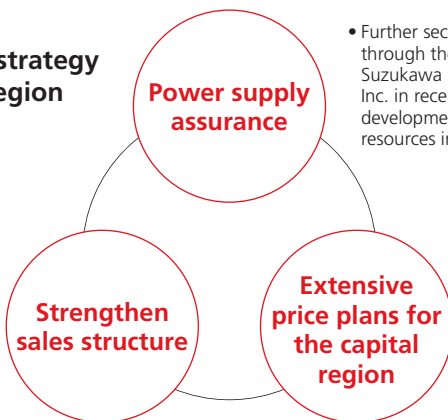 strategy
egion
Power supply
assurance
• Further sec
through the
Suzukawa
Inc. in rece
developme
resources i
Strengthen
sales structure
Extensive
price plans for
the capital
region